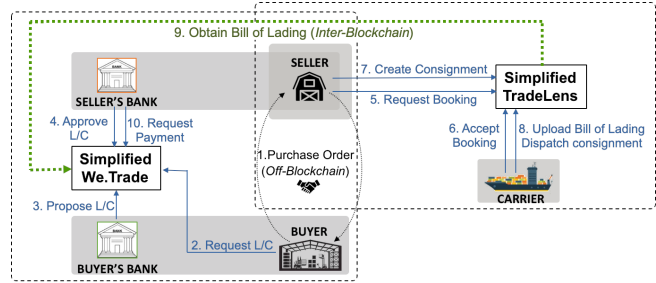 9. Obtain Bill of Lading (Inter-Blockchain)
BANK
SELLER'S BANK
SELLER
7. Create Consignment
5. Request Booking
Simplified
TradeLens
4. Approve
L/C
10. Request
Payment
6. Accept
Booking
8. Upload Bill of Lading
Dispatch consignment
Simplified
We.Trade
1.Purchase Order
(Off-Blockchain)
CARRIER
3. Propose L/C
BANK
BUYER'S BANK
2. Request L/C
BUYER